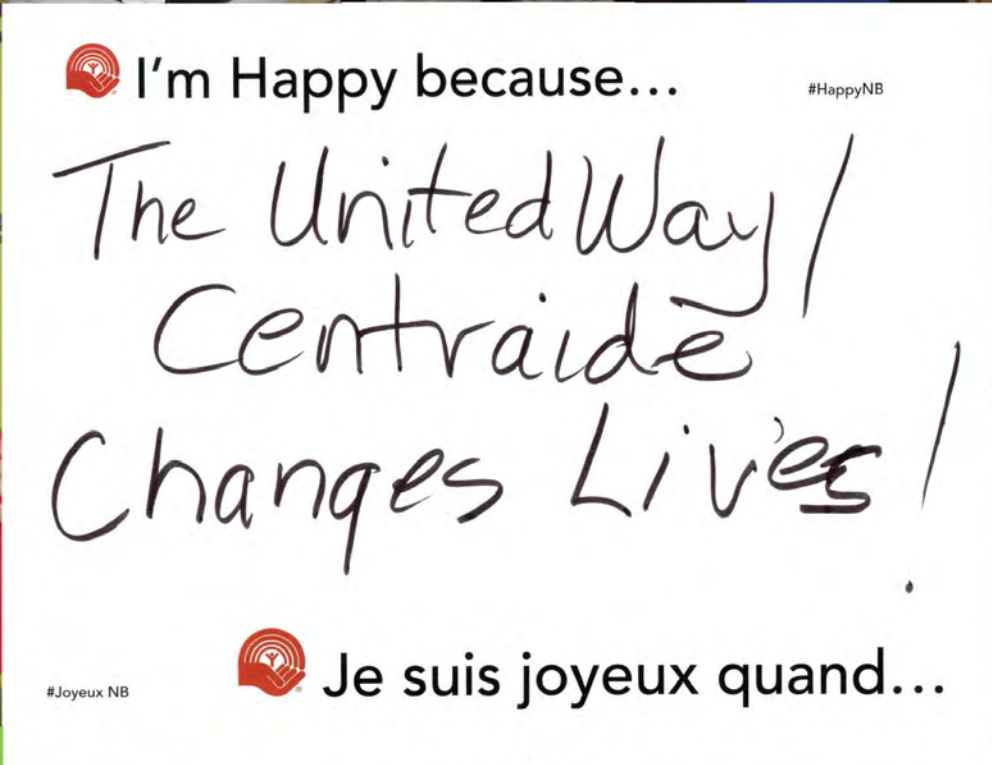 I'm Happy because...
#HappyNB
The United Way/
Centraide
Changes Lives!
#Joyeux NB
Je suis joyeux quand...